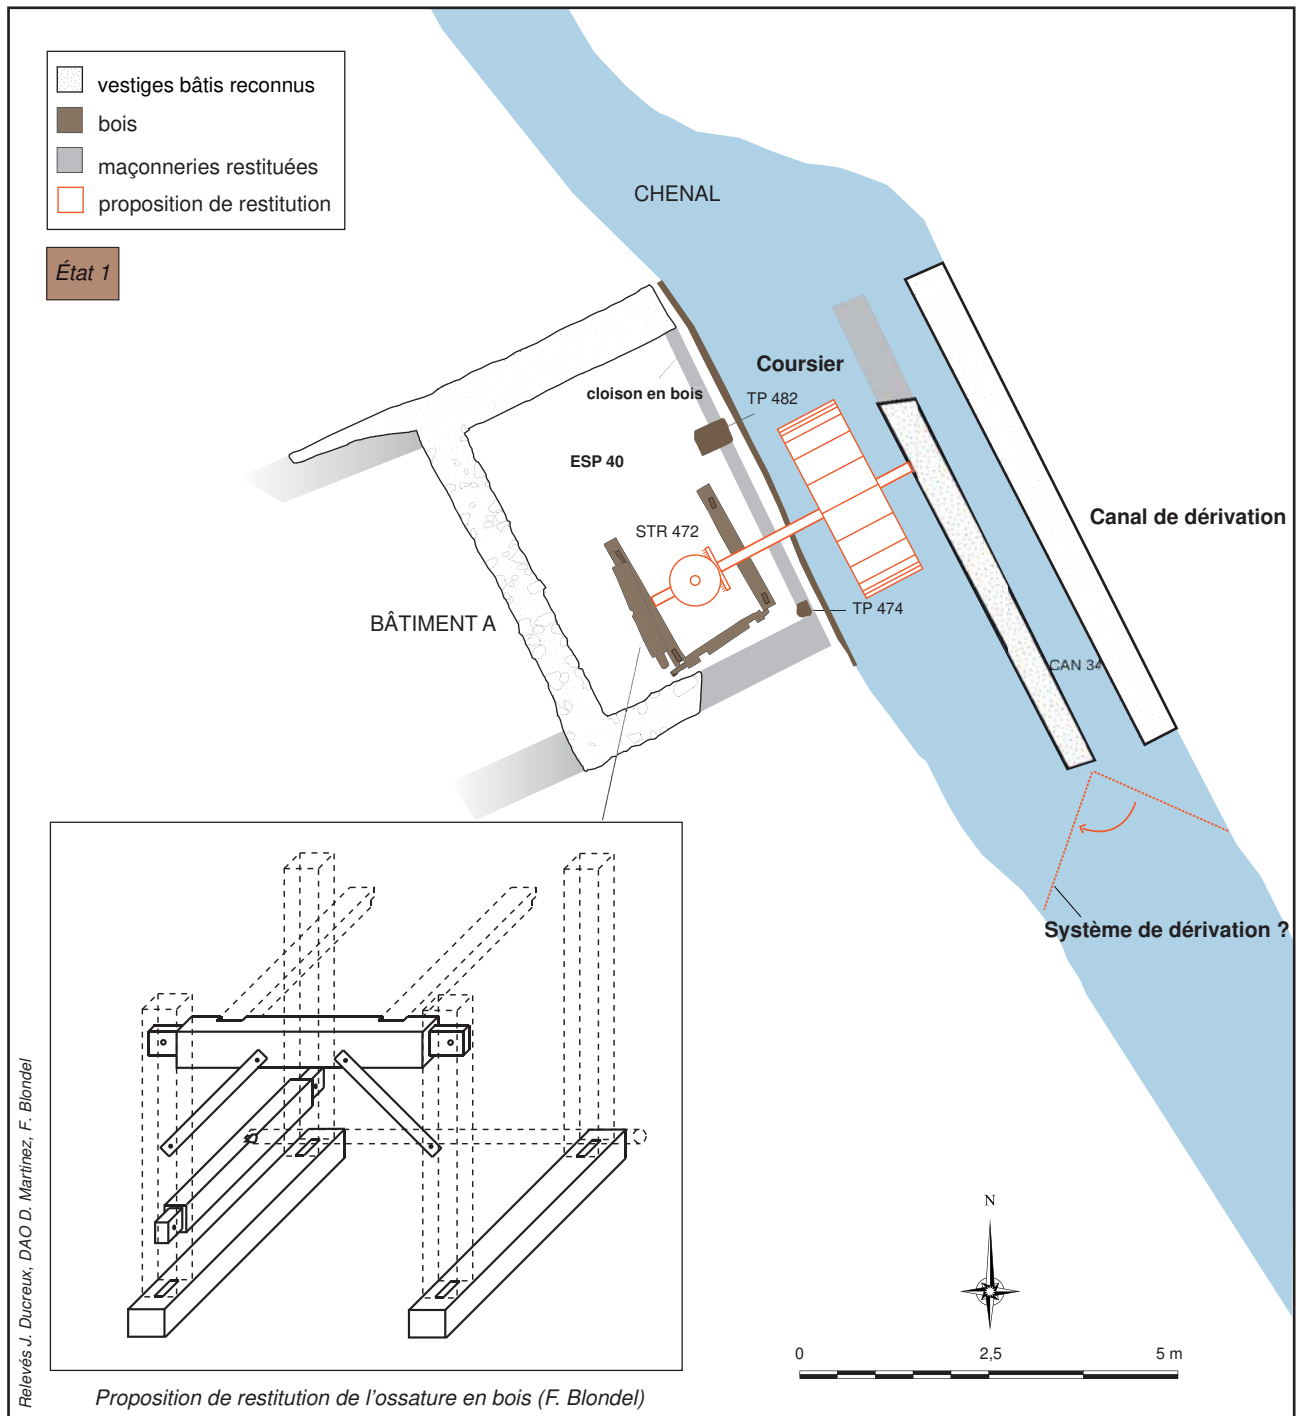 vestiges bâtis reconnus
bois
maçonneries restituées
proposition de restitution
État 1
CHENAL
Coursier
cloison en bois
TP 482
ESP 40
STR 472
Canal de dérivation
TP 474
BÂTIMENT A
CAN 34
Système de dérivation ?
N
0 2,5 5 m
Relevés J. Ducreux, DAO D. Martinez, F. Blondel
Proposition de restitution de l'ossature en bois (F. Blondel)